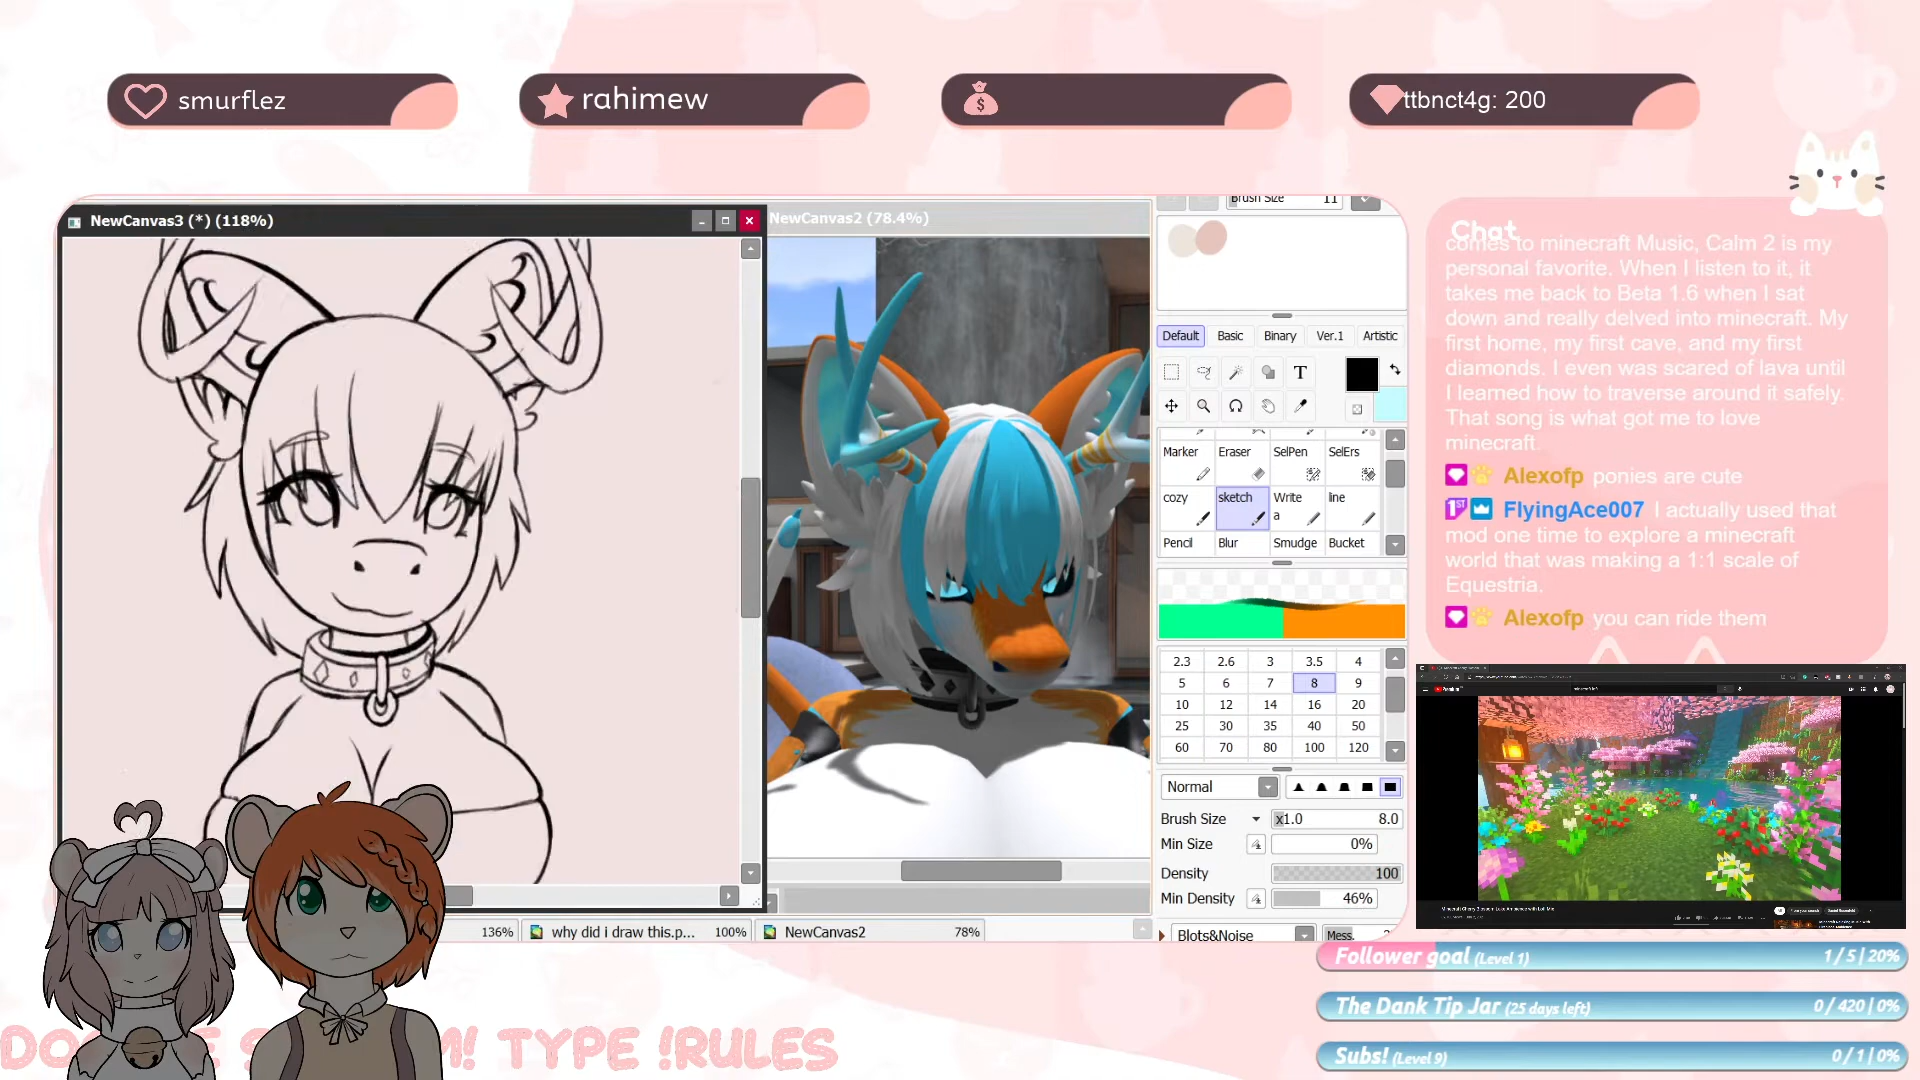 smurflez
rahimew
ttbnct4g: 200
NewCanvas3 (*) (118%)
NewCanvas2 (78.4%)
Brush Size 11
Default Basic Binary Ver.1 Artistic
T
Marker Eraser SelPen SelErs
cozy sketch Write a line
Pencil Blur Smudge Bucket
2.3 2.6 3 3.5 4
5 6 7 8 9
10 12 14 16 20
25 30 35 40 50
60 70 80 100 120
Normal
Brush Size x1.0 8.0
Min Size 0%
Density 100
Min Density 46%
Blots&Noise Mess.
136% why did i draw this.p... 100% NewCanvas2 78%
Chat
comes to minecraft Music, Calm 2 is my
personal favorite. When I listen to it, it
takes me back to Beta 1.6 when I sat
down and really delved into minecraft. My
first home, my first cave, and my first
diamonds. I even was scared of lava until
I learned how to traverse around it safely.
That song is what got me to love
minecraft.
Alexofp ponies are cute
1ST FlyingAce007 I actually used that
mod one time to explore a minecraft
world that was making a 1:1 scale of
Equestria.
Alexofp you can ride them
Follower goal (Level 1) 1 / 5 | 20%
The Dank Tip Jar (25 days left) 0 / 420 | 0%
Subs! (Level 9) 0 / 1 | 0%
TYPE !RULES